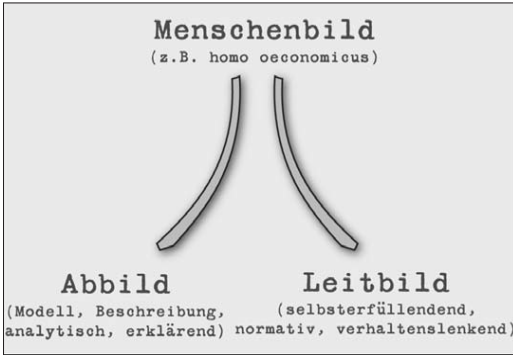 Menschenbild
(z.B. homo oeconomicus)
Abbild
(Modell, Beschreibung,
analytisch, erklärend)
Leitbild
(selbsterfüllendend,
normativ, verhaltenslenkend)